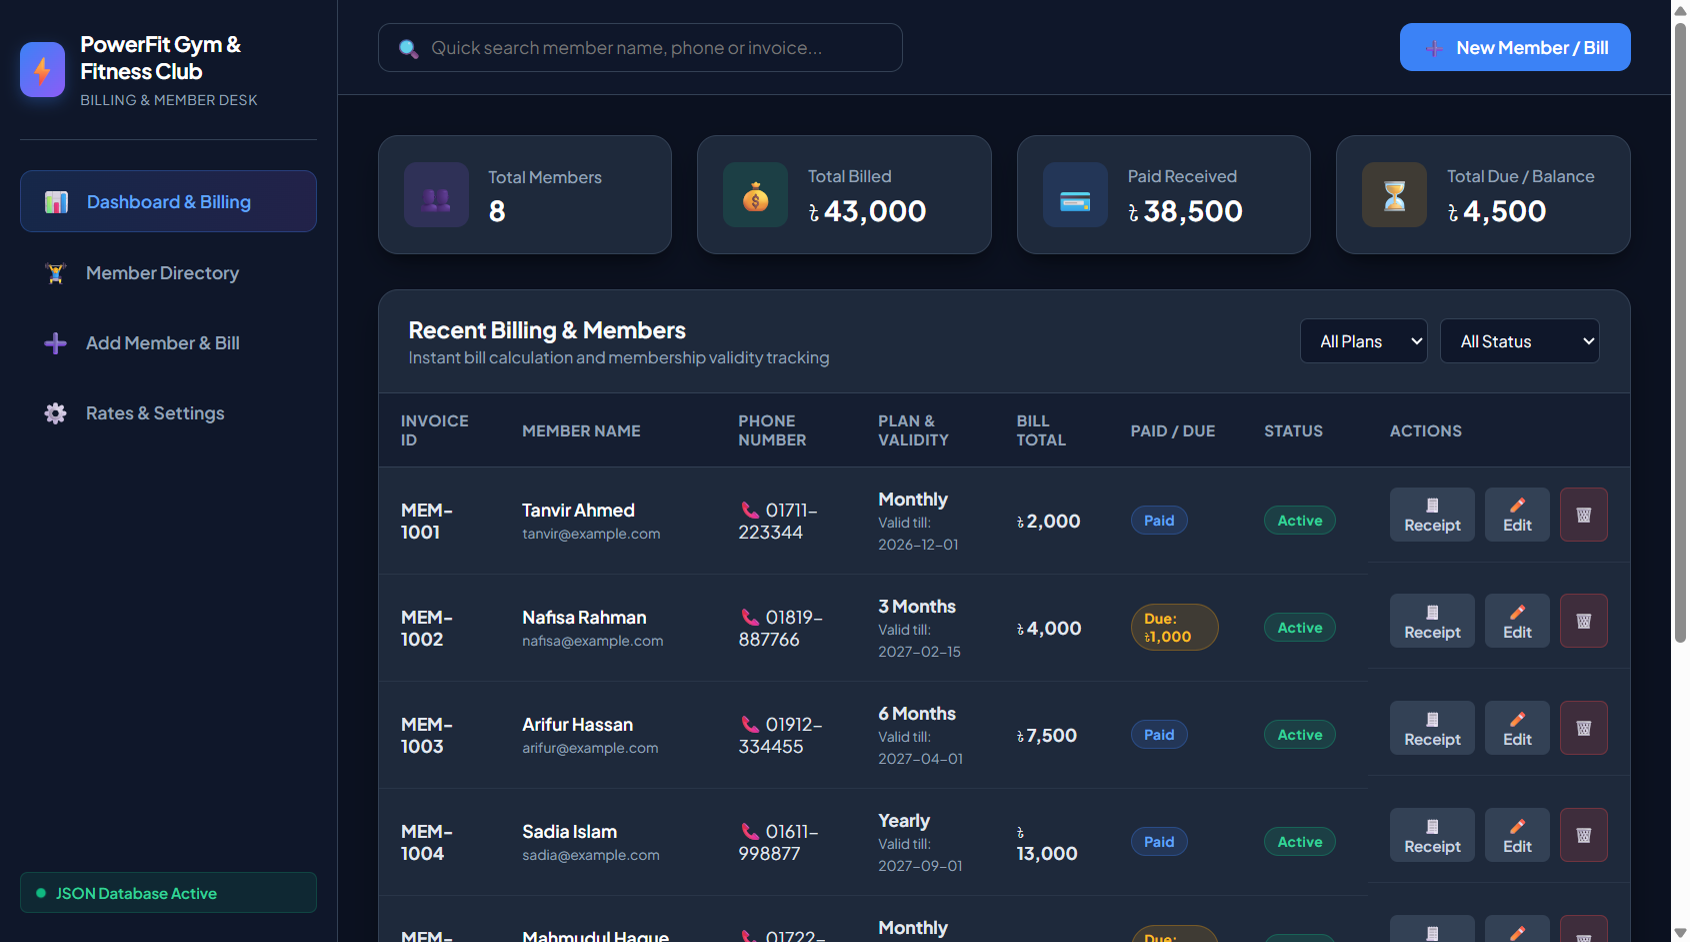 PowerFit Gym &
Fitness Club
BILLING & MEMBER DESK
Dashboard & Billing
Member Directory
Add Member & Bill
Rates & Settings
JSON Database Active
Quick search member name, phone or invoice...
New Member / Bill
Total Members
8
Total Billed
৳ 43,000
Paid Received
৳ 38,500
Total Due / Balance
৳ 4,500
Recent Billing & Members
Instant bill calculation and membership validity tracking
All Plans
All Status
INVOICE
ID
MEMBER NAME
PHONE
NUMBER
PLAN &
VALIDITY
BILL
TOTAL
PAID / DUE
STATUS
ACTIONS
MEM-
1001
Tanvir Ahmed
tanvir@example.com
01711-
223344
Monthly
Valid till:
2026-12-01
৳ 2,000
Paid
Active
Receipt
Edit
MEM-
1002
Nafisa Rahman
nafisa@example.com
01819-
887766
3 Months
Valid till:
2027-02-15
৳ 4,000
Due:
৳1,000
Active
Receipt
Edit
MEM-
1003
Arifur Hassan
arifur@example.com
01912-
334455
6 Months
Valid till:
2027-04-01
৳ 7,500
Paid
Active
Receipt
Edit
MEM-
1004
Sadia Islam
sadia@example.com
01611-
998877
Yearly
Valid till:
2027-09-01
৳
13,000
Paid
Active
Receipt
Edit
MEM-
Mahmudul Haque
01722-
Monthly
Due: